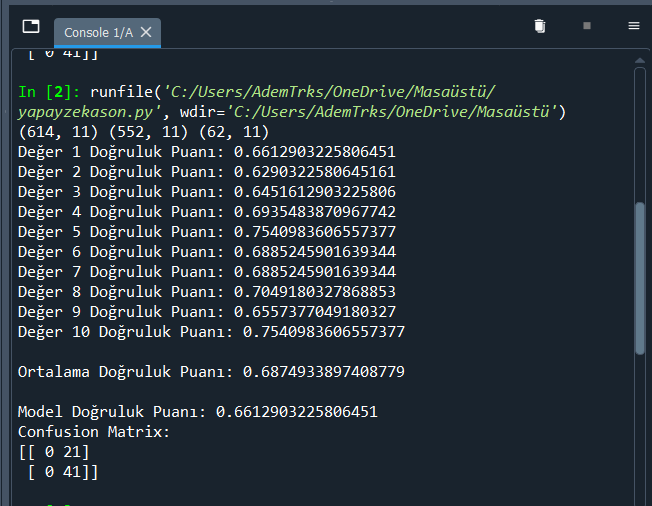 Console 1/A
[ 0 41]]
In [2]: runfile('C:/Users/AdemTrks/OneDrive/Masaüstü/
yapayzekason.py', wdir='C:/Users/AdemTrks/OneDrive/Masaüstü')
(614, 11) (552, 11) (62, 11)
Değer 1 Doğruluk Puanı: 0.6612903225806451
Değer 2 Doğruluk Puanı: 0.6290322580645161
Değer 3 Doğruluk Puanı: 0.6451612903225806
Değer 4 Doğruluk Puanı: 0.6935483870967742
Değer 5 Doğruluk Puanı: 0.7540983606557377
Değer 6 Doğruluk Puanı: 0.6885245901639344
Değer 7 Doğruluk Puanı: 0.6885245901639344
Değer 8 Doğruluk Puanı: 0.7049180327868853
Değer 9 Doğruluk Puanı: 0.6557377049180327
Değer 10 Doğruluk Puanı: 0.7540983606557377
Ortalama Doğruluk Puanı: 0.6874933897408779
Model Doğruluk Puanı: 0.6612903225806451
Confusion Matrix:
[[ 0 21]
[ 0 41]]